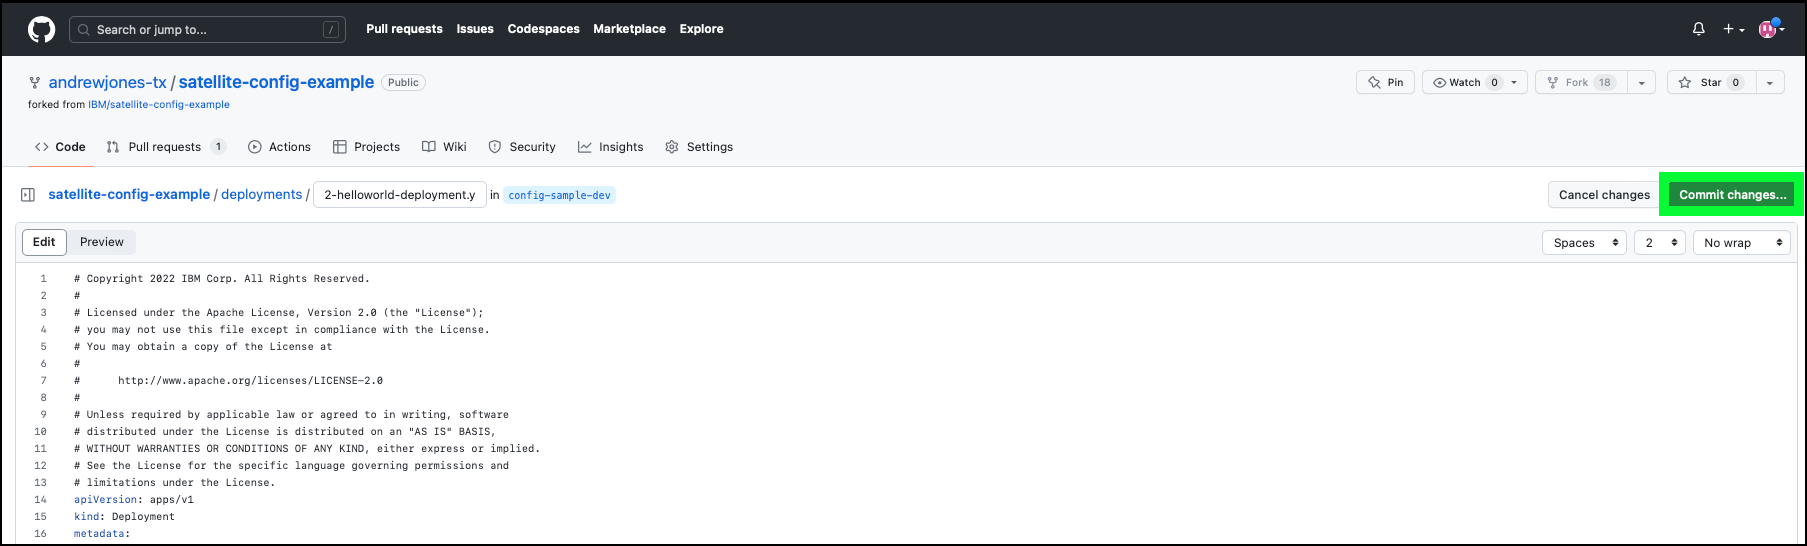 Search or jump to... / Pull requests Issues Codespaces Marketplace Explore
andrewjones-tx / satellite-config-example Public Pin Watch 0 Fork 18 Star 0
forked from IBM/satellite-config-example
Code Pull requests 1 Actions Projects Wiki Security Insights Settings
satellite-config-example / deployments / 2-helloworld-deployment.y in config-sample-dev Cancel changes Commit changes...
Edit Preview Spaces 2 No wrap
1 # Copyright 2022 IBM Corp. All Rights Reserved.
2 #
3 # Licensed under the Apache License, Version 2.0 (the "License");
4 # you may not use this file except in compliance with the License.
5 # You may obtain a copy of the License at
6 #
7 #      http://www.apache.org/licenses/LICENSE-2.0
8 #
9 # Unless required by applicable law or agreed to in writing, software
10 # distributed under the License is distributed on an "AS IS" BASIS,
11 # WITHOUT WARRANTIES OR CONDITIONS OF ANY KIND, either express or implied.
12 # See the License for the specific language governing permissions and
13 # limitations under the License.
14 apiVersion: apps/v1
15 kind: Deployment
16 metadata: